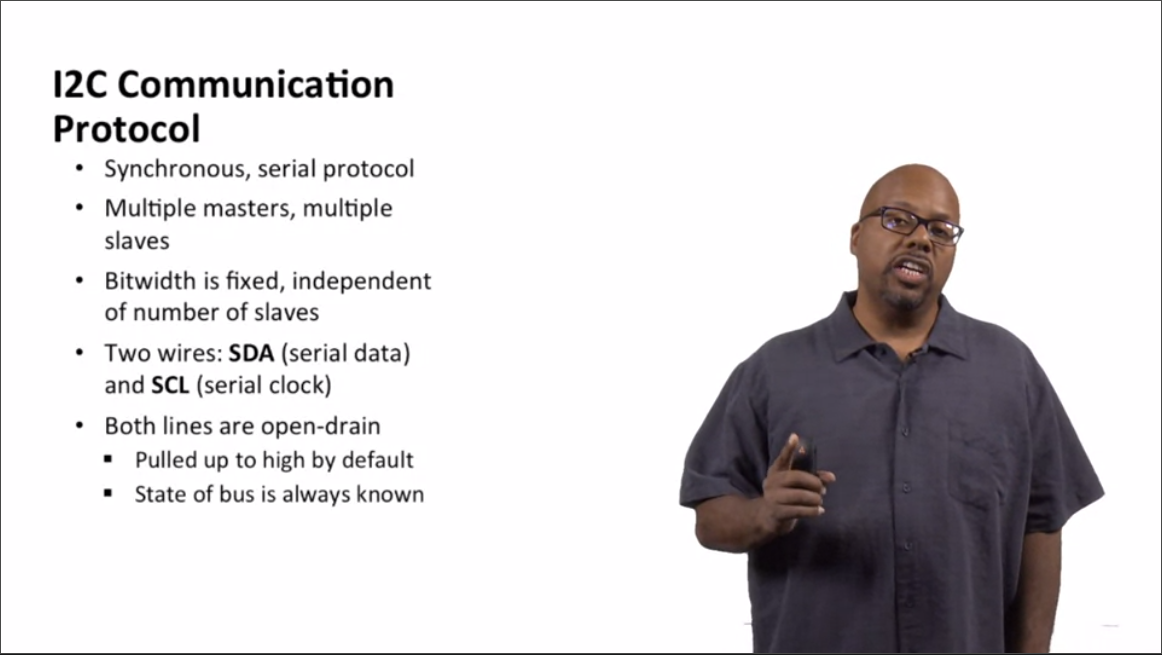 I2C Communication
Protocol
• Synchronous, serial protocol
• Multiple masters, multiple
slaves
• Bitwidth is fixed, independent
of number of slaves
• Two wires: SDA (serial data)
and SCL (serial clock)
• Both lines are open-drain
▪ Pulled up to high by default
▪ State of bus is always known